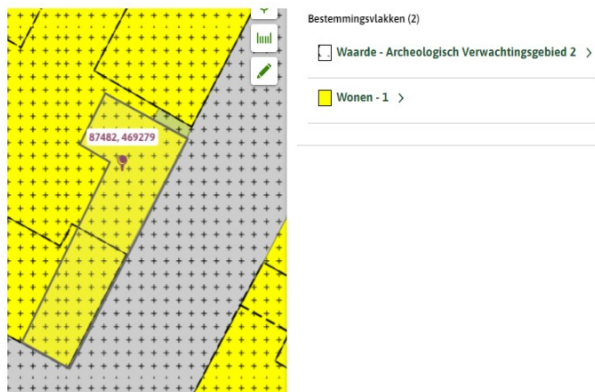 Bestemmingsvlakken (2)
Waarde - Archeologisch Verwachtingsgebied 2 >
Wonen - 1 >
87482, 469279